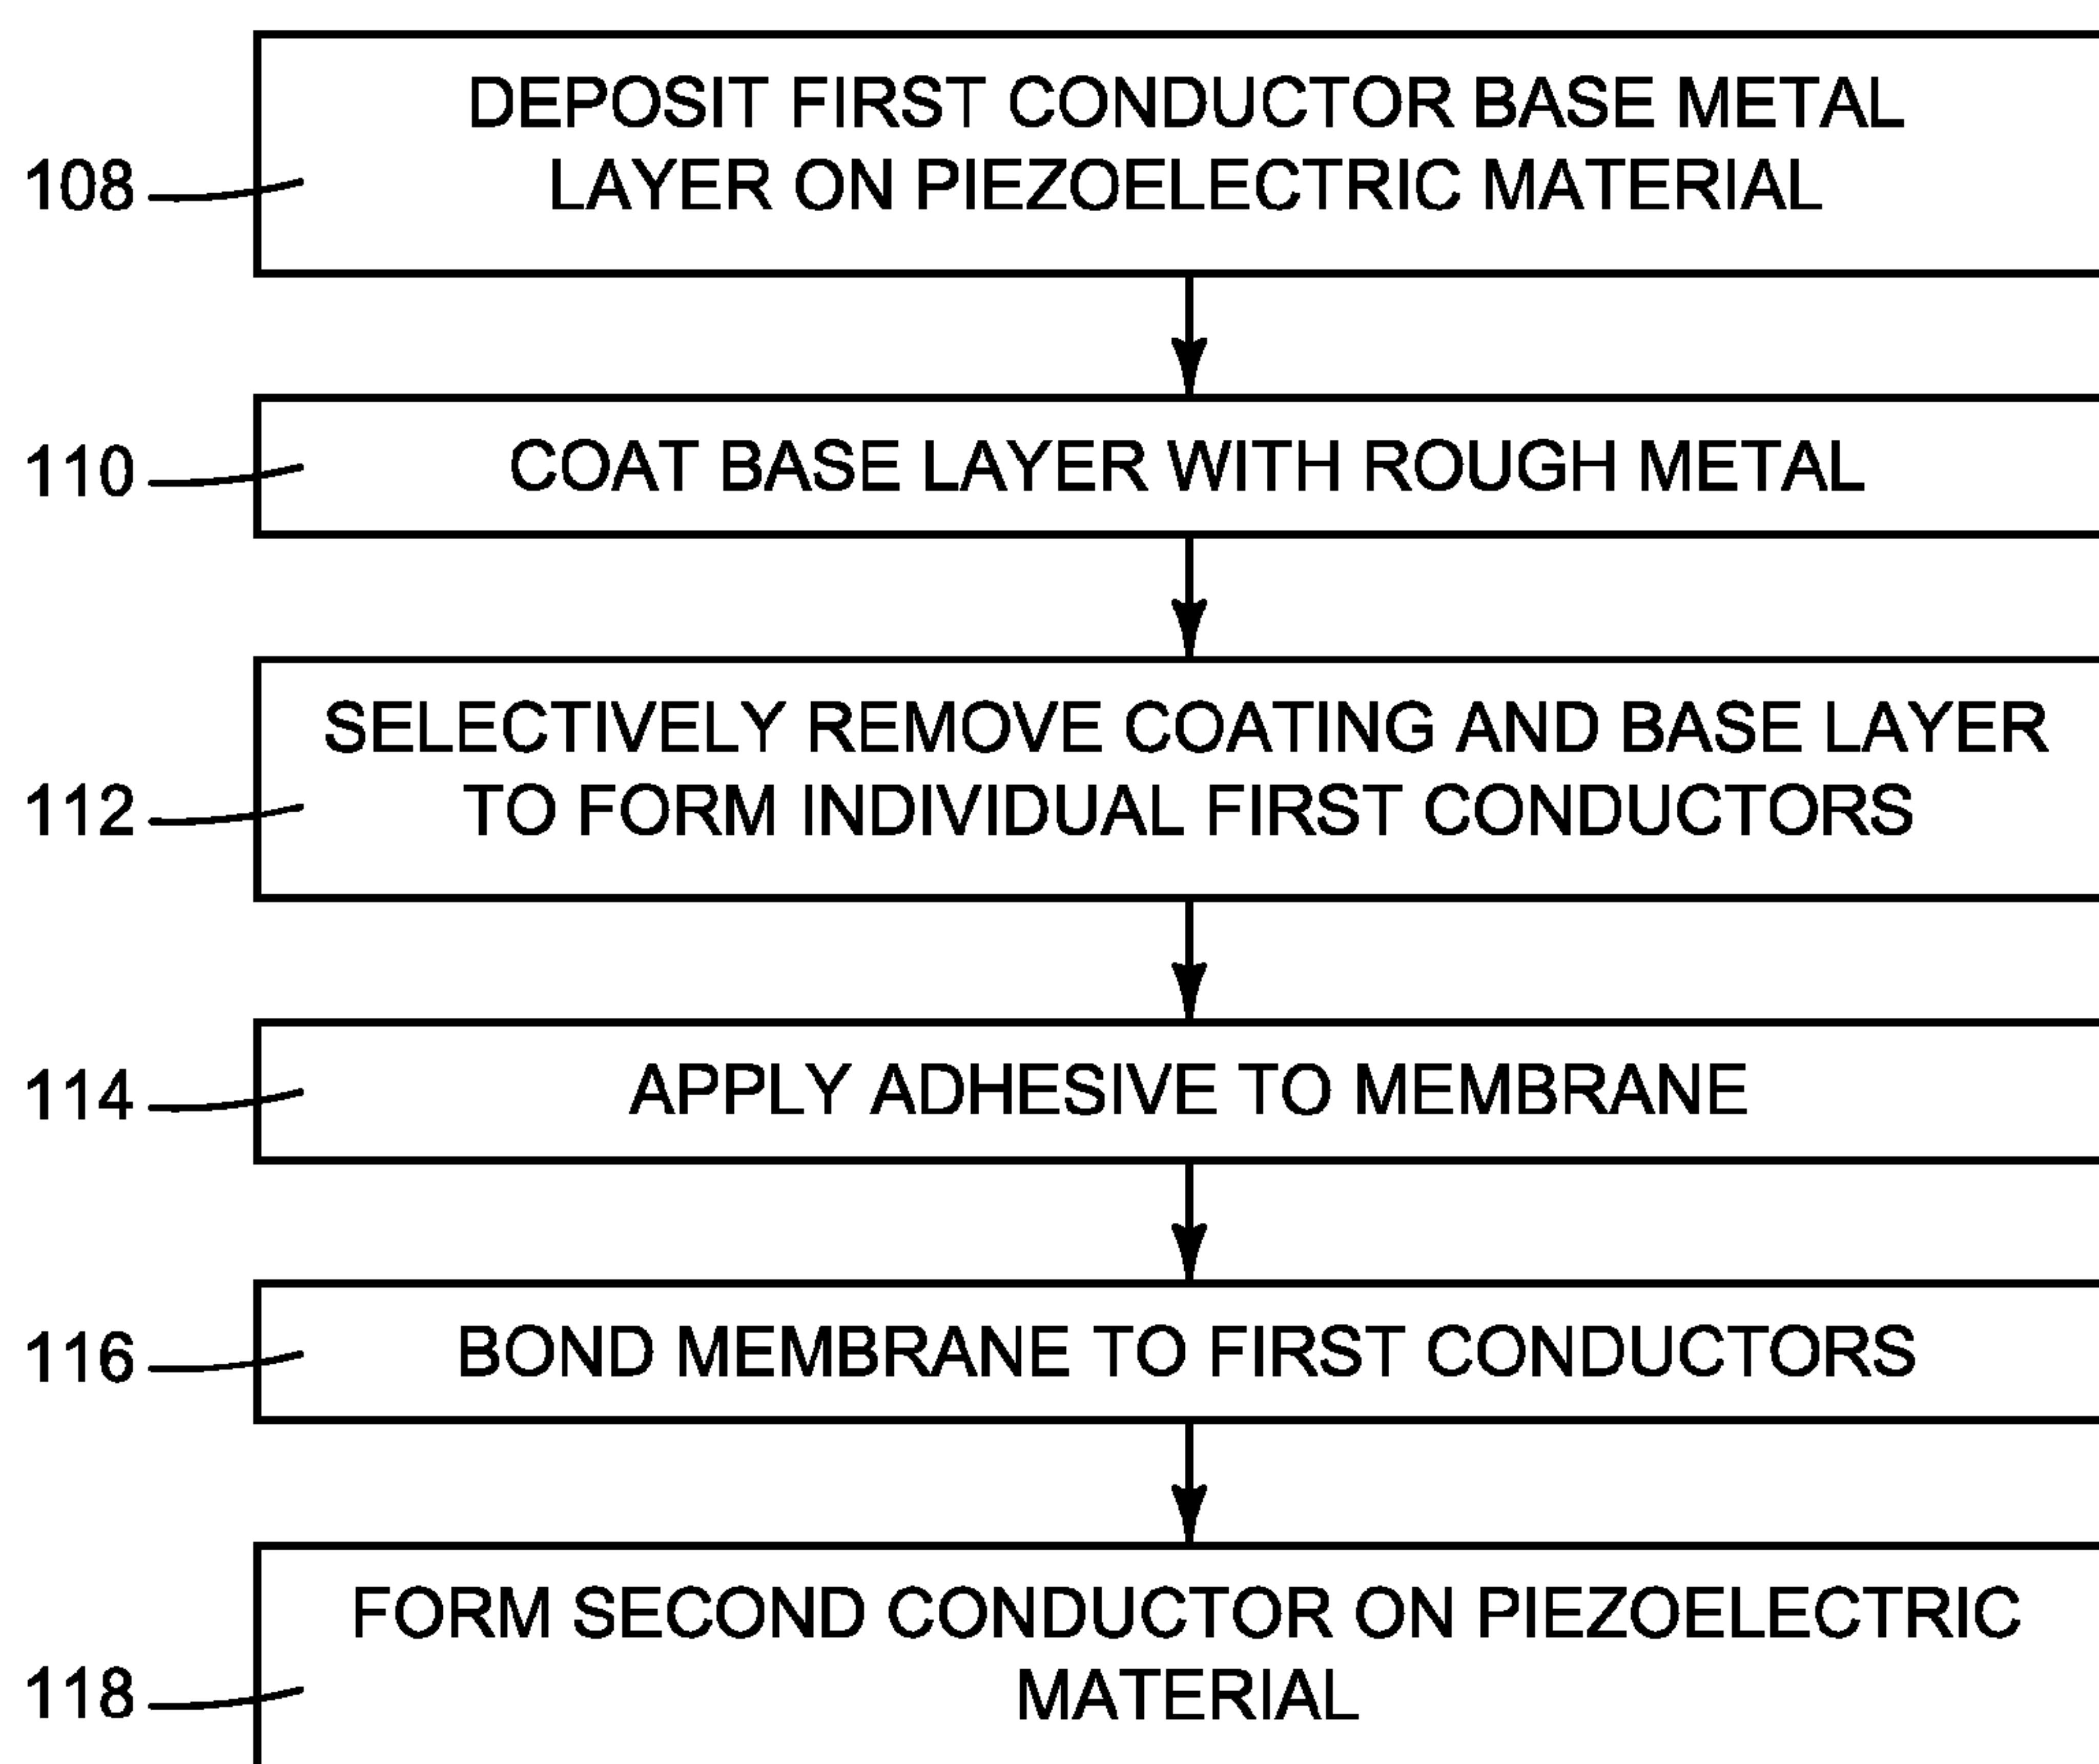 DEPOSIT FIRST CONDUCTOR BASE METAL
LAYER ON PIEZOELECTRIC MATERIAL
108
COAT BASE LAYER WITH ROUGH METAL
110
SELECTIVELY REMOVE COATING AND BASE LAYER
TO FORM INDIVIDUAL FIRST CONDUCTORS
112
APPLY ADHESIVE TO MEMBRANE
114
BOND MEMBRANE TO FIRST CONDUCTORS
116
FORM SECOND CONDUCTOR ON PIEZOELECTRIC
MATERIAL
118